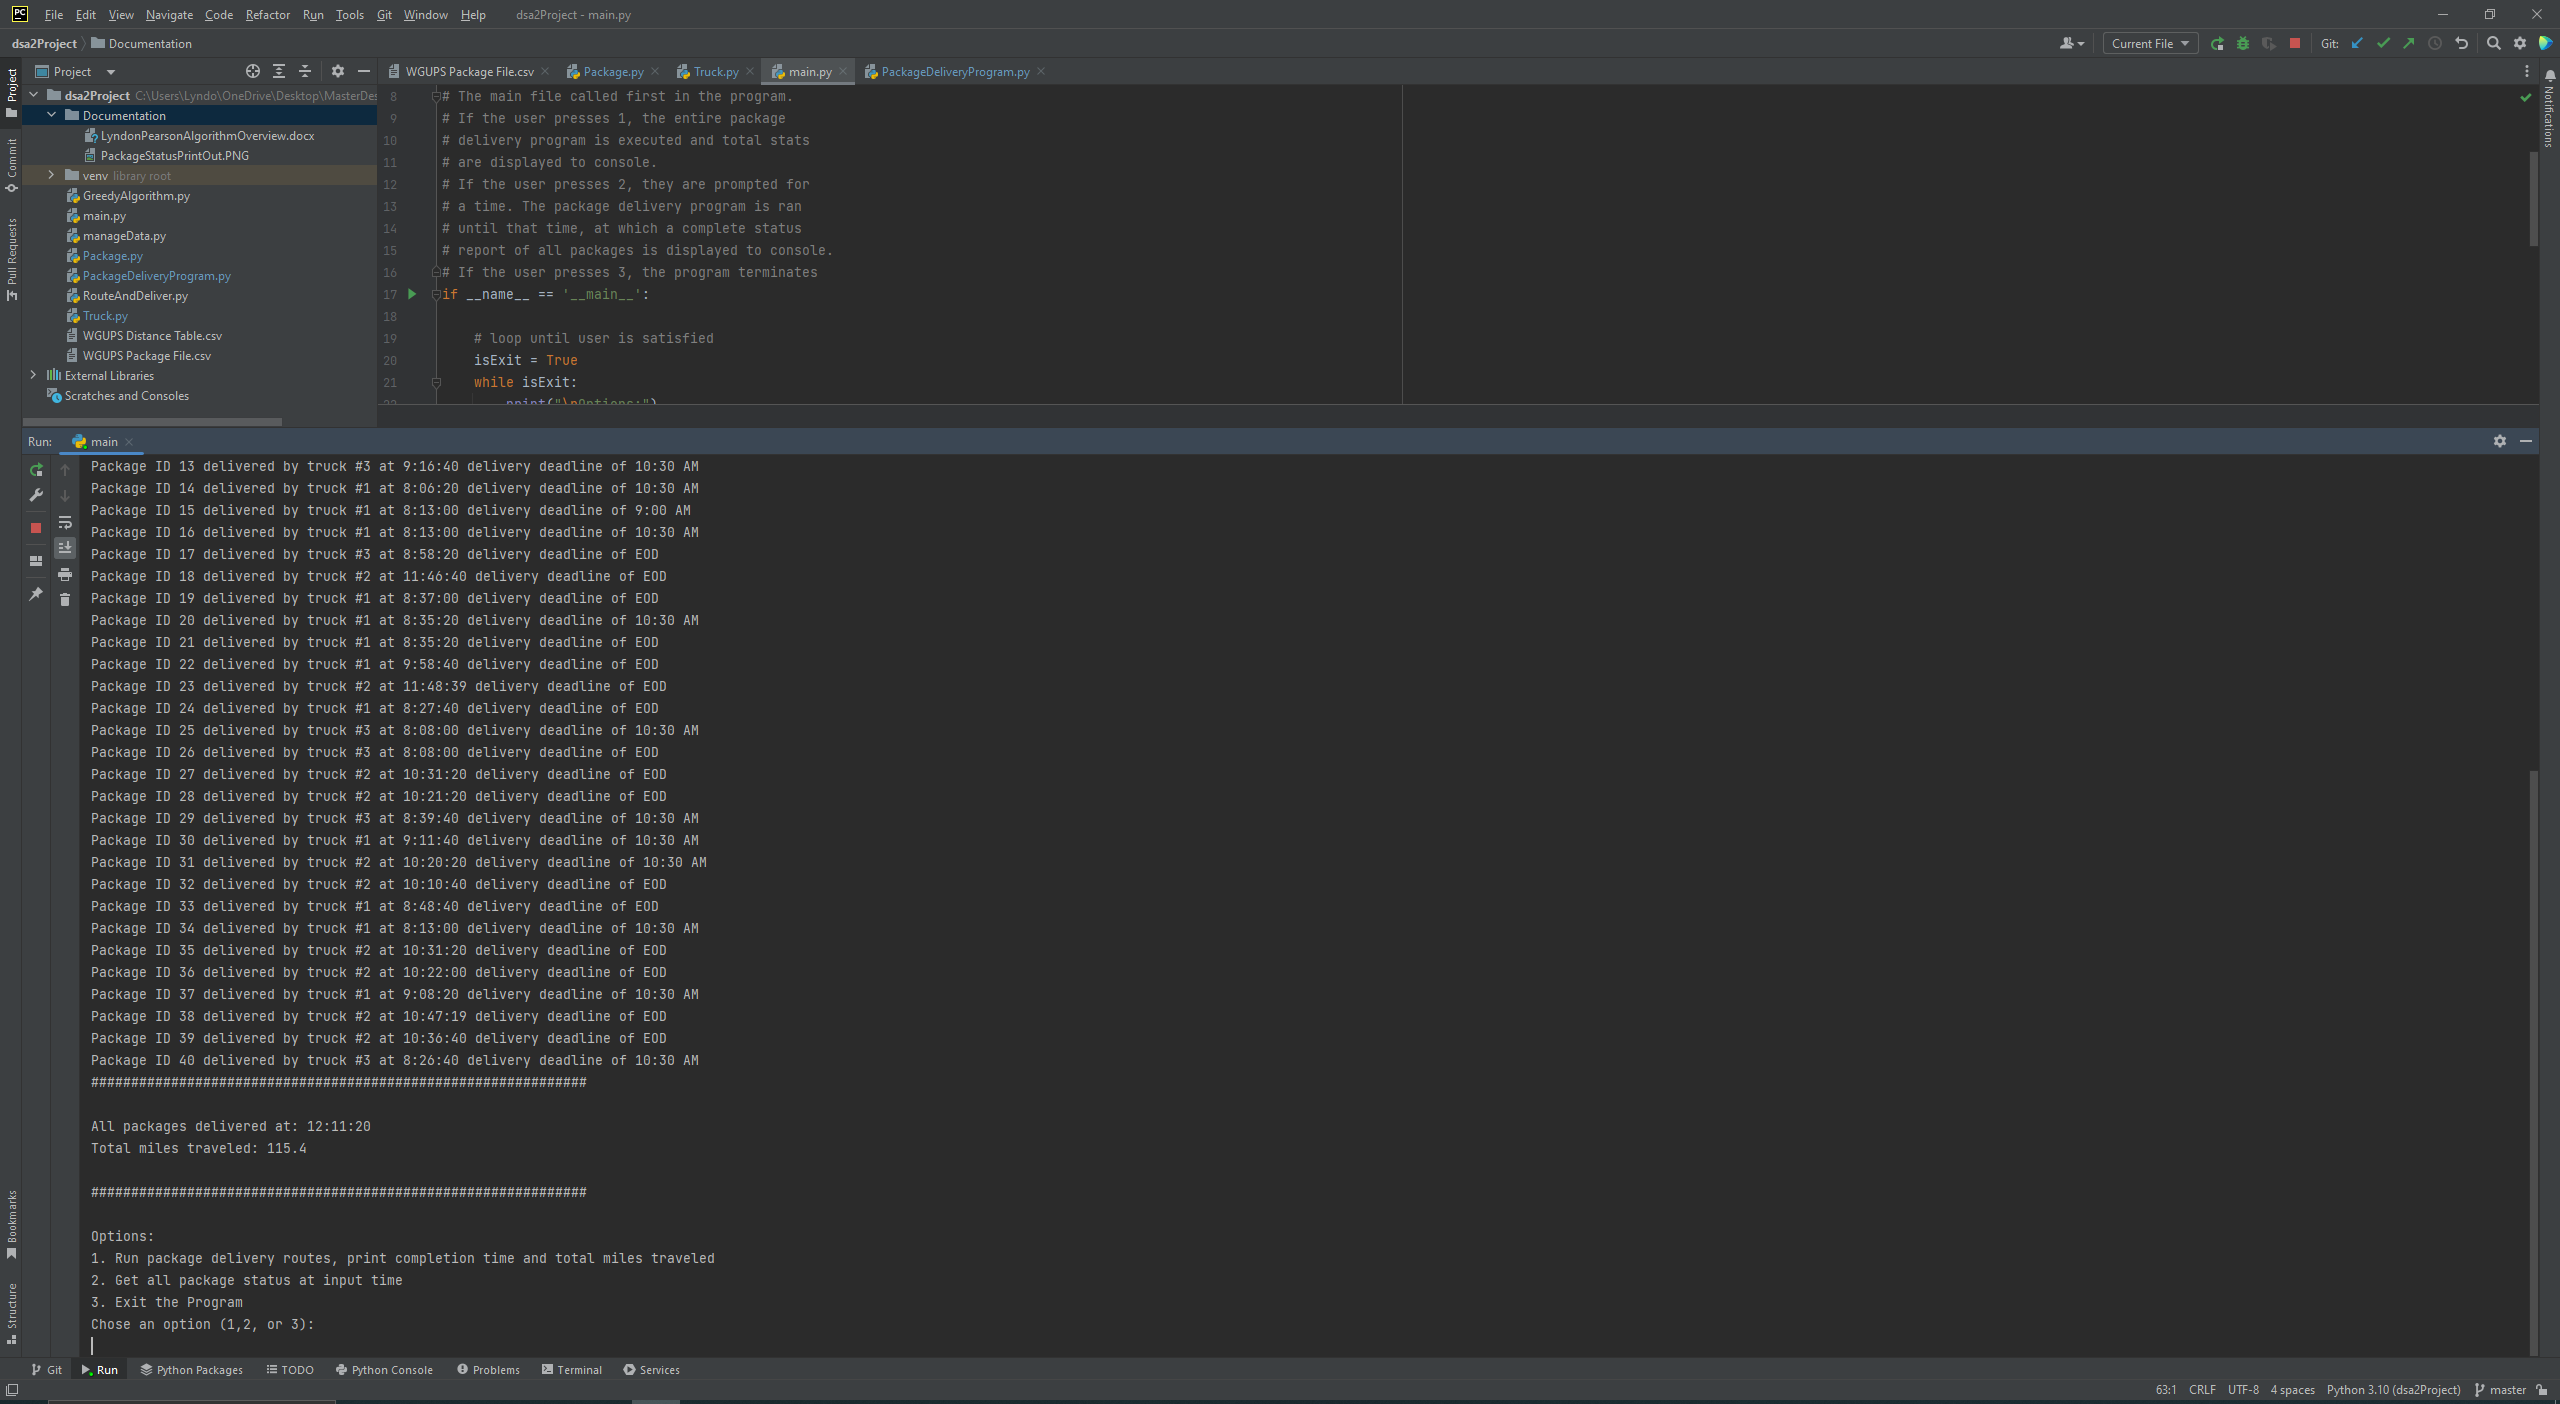 PC File Edit View Navigate Code Refactor Run Tools Git Window Help dsa2Project - main.py
dsa2Project Documentation Current File Git:
Project
WGUPS Package File.csv Package.py Truck.py main.py PackageDeliveryProgram.py
dsa2Project C:\Users\Lyndo\OneDrive\Desktop\MasterDes
Documentation
LyndonPearsonAlgorithmOverview.docx
PackageStatusPrintOut.PNG
venv library root
GreedyAlgorithm.py
main.py
manageData.py
Package.py
PackageDeliveryProgram.py
RouteAndDeliver.py
Truck.py
WGUPS Distance Table.csv
WGUPS Package File.csv
External Libraries
Scratches and Consoles
Project
Commit
Pull Requests
Bookmarks
Structure
Notifications
8 # The main file called first in the program.
9 # If the user presses 1, the entire package
10 # delivery program is executed and total stats
11 # are displayed to console.
12 # If the user presses 2, they are prompted for
13 # a time. The package delivery program is ran
14 # until that time, at which a complete status
15 # report of all packages is displayed to console.
16 # If the user presses 3, the program terminates
17 if __name__ == '__main__':
18
19 # loop until user is satisfied
20 isExit = True
21 while isExit:
22 print("\nOptions:")
Run: main
Package ID 13 delivered by truck #3 at 9:16:40 delivery deadline of 10:30 AM
Package ID 14 delivered by truck #1 at 8:06:20 delivery deadline of 10:30 AM
Package ID 15 delivered by truck #1 at 8:13:00 delivery deadline of 9:00 AM
Package ID 16 delivered by truck #1 at 8:13:00 delivery deadline of 10:30 AM
Package ID 17 delivered by truck #3 at 8:58:20 delivery deadline of EOD
Package ID 18 delivered by truck #2 at 11:46:40 delivery deadline of EOD
Package ID 19 delivered by truck #1 at 8:37:00 delivery deadline of EOD
Package ID 20 delivered by truck #1 at 8:35:20 delivery deadline of 10:30 AM
Package ID 21 delivered by truck #1 at 8:35:20 delivery deadline of EOD
Package ID 22 delivered by truck #1 at 9:58:40 delivery deadline of EOD
Package ID 23 delivered by truck #2 at 11:48:39 delivery deadline of EOD
Package ID 24 delivered by truck #1 at 8:27:40 delivery deadline of EOD
Package ID 25 delivered by truck #3 at 8:08:00 delivery deadline of 10:30 AM
Package ID 26 delivered by truck #3 at 8:08:00 delivery deadline of EOD
Package ID 27 delivered by truck #2 at 10:31:20 delivery deadline of EOD
Package ID 28 delivered by truck #2 at 10:21:20 delivery deadline of EOD
Package ID 29 delivered by truck #3 at 8:39:40 delivery deadline of 10:30 AM
Package ID 30 delivered by truck #1 at 9:11:40 delivery deadline of 10:30 AM
Package ID 31 delivered by truck #2 at 10:20:20 delivery deadline of 10:30 AM
Package ID 32 delivered by truck #2 at 10:10:40 delivery deadline of EOD
Package ID 33 delivered by truck #1 at 8:48:40 delivery deadline of EOD
Package ID 34 delivered by truck #1 at 8:13:00 delivery deadline of 10:30 AM
Package ID 35 delivered by truck #2 at 10:31:20 delivery deadline of EOD
Package ID 36 delivered by truck #2 at 10:22:00 delivery deadline of EOD
Package ID 37 delivered by truck #1 at 9:08:20 delivery deadline of 10:30 AM
Package ID 38 delivered by truck #2 at 10:47:19 delivery deadline of EOD
Package ID 39 delivered by truck #2 at 10:36:40 delivery deadline of EOD
Package ID 40 delivered by truck #3 at 8:26:40 delivery deadline of 10:30 AM
##############################################################
All packages delivered at: 12:11:20
Total miles traveled: 115.4
##############################################################
Options:
1. Run package delivery routes, print completion time and total miles traveled
2. Get all package status at input time
3. Exit the Program
Chose an option (1,2, or 3):
Git Run Python Packages TODO Python Console Problems Terminal Services
63:1 CRLF UTF-8 4 spaces Python 3.10 (dsa2Project) master